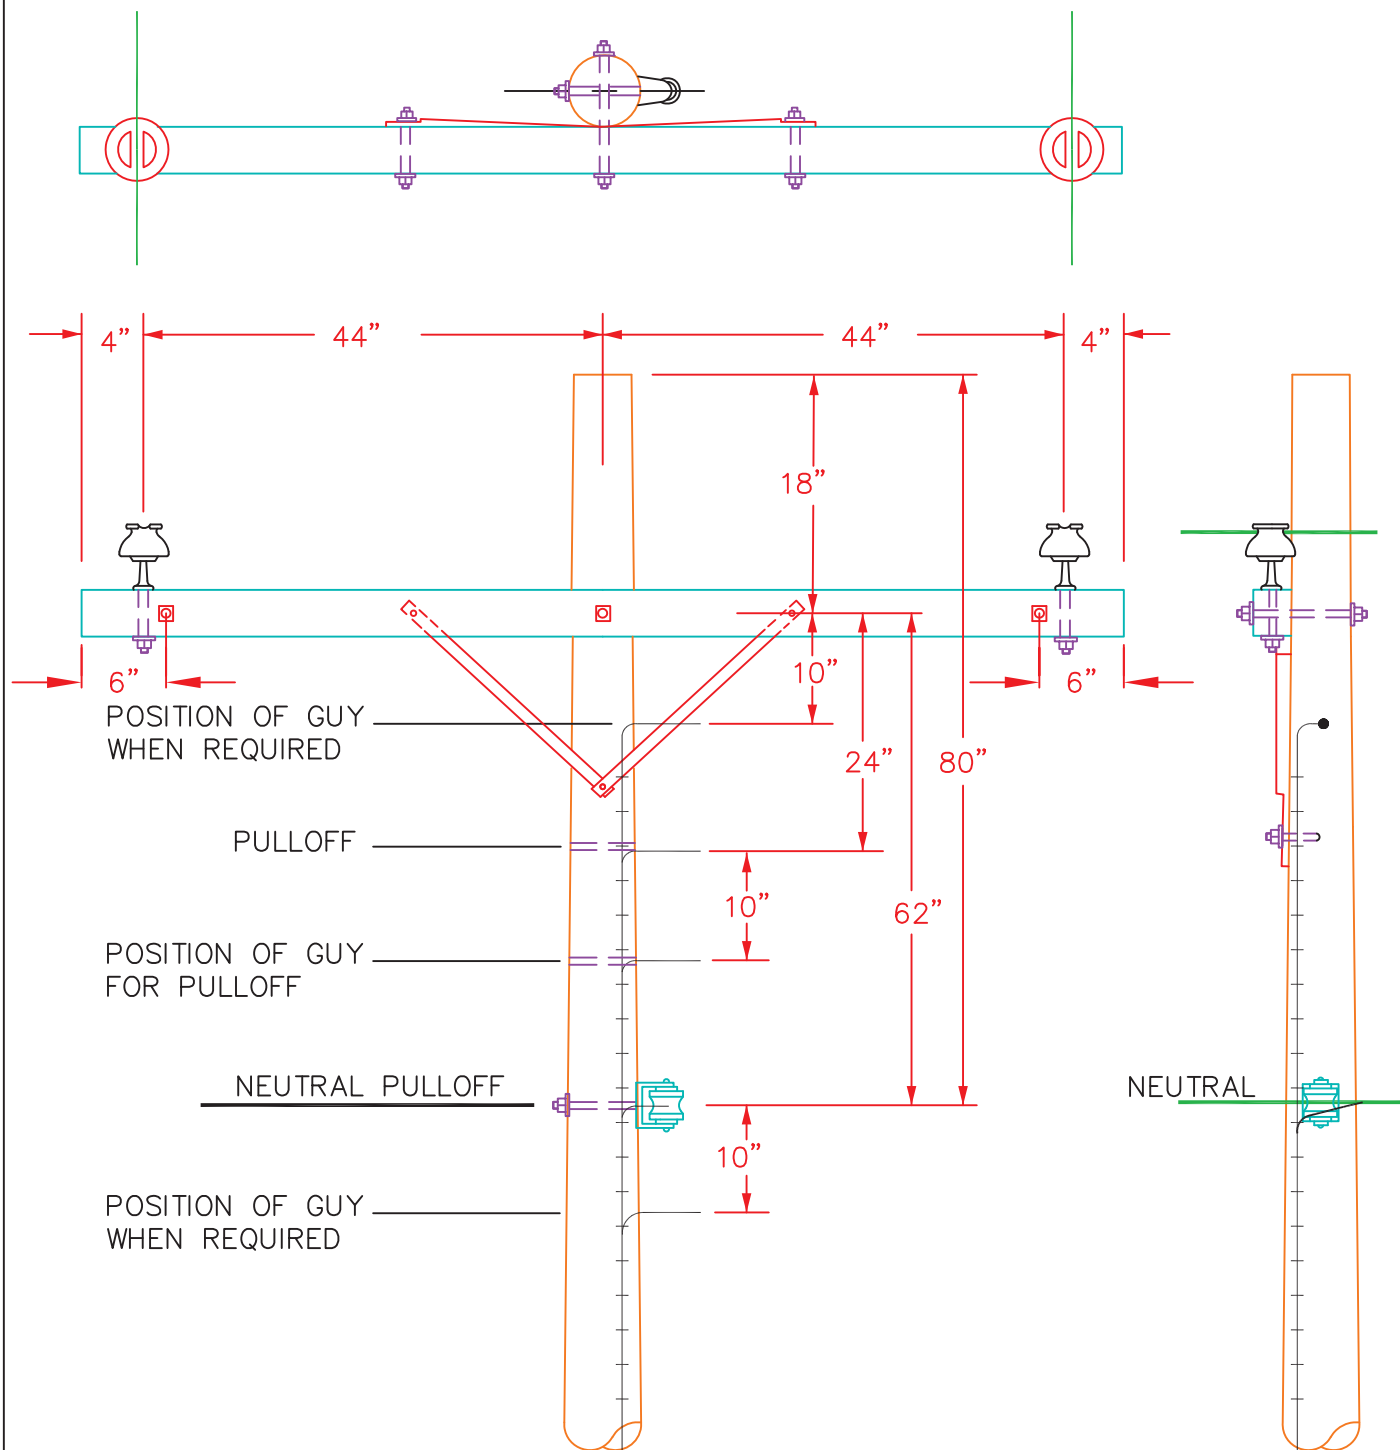 4” 44” 44” 4”
18”
6” 10” 6”
POSITION OF GUY
WHEN REQUIRED
24” 80”
PULLOFF
10” 62”
POSITION OF GUY
FOR PULLOFF
NEUTRAL PULLOFF NEUTRAL
10”
POSITION OF GUY
WHEN REQUIRED